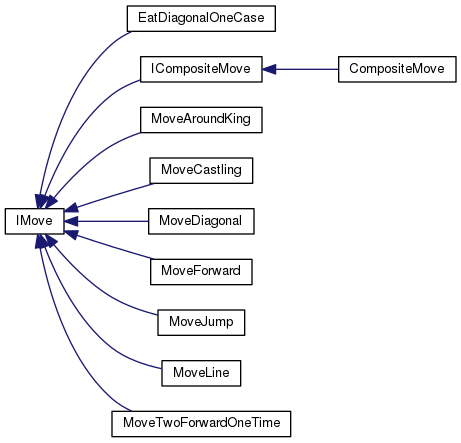 EatDiagonalOneCase
ICompositeMove
CompositeMove
MoveAroundKing
MoveCastling
IMove
MoveDiagonal
MoveForward
MoveJump
MoveLine
MoveTwoForwardOneTime